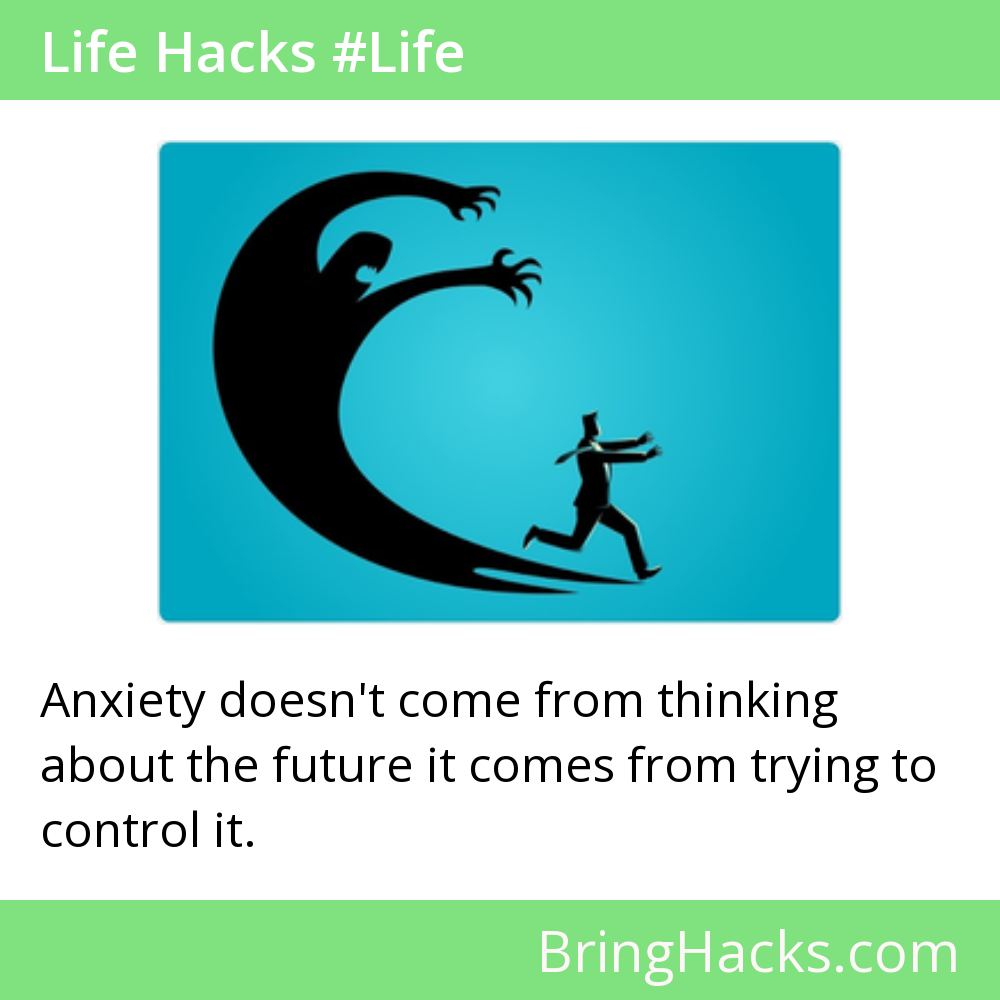 Life Hacks #Life
Anxiety doesn't come from thinking
about the future it comes from trying to
control it.
BringHacks.com